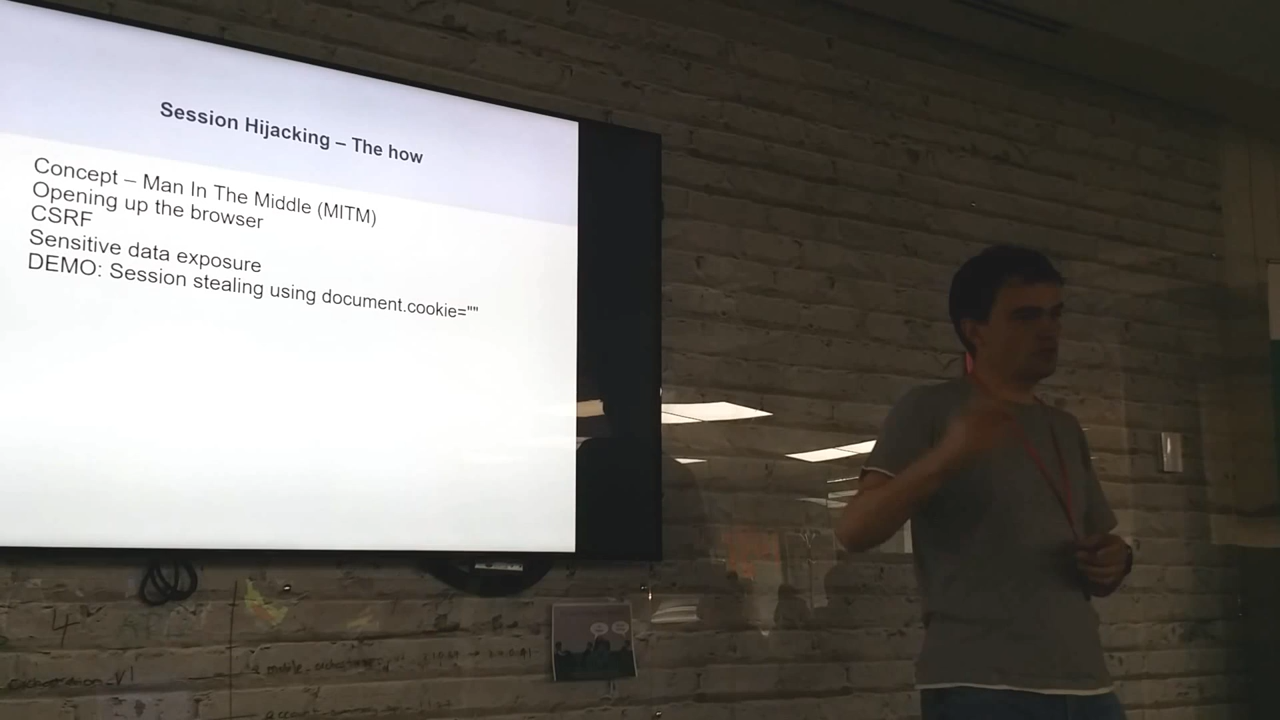 Session Hijacking – The how
Concept – Man In The Middle (MITM)
Opening up the browser
CSRF
Sensitive data exposure
DEMO: Session stealing using document.cookie=""